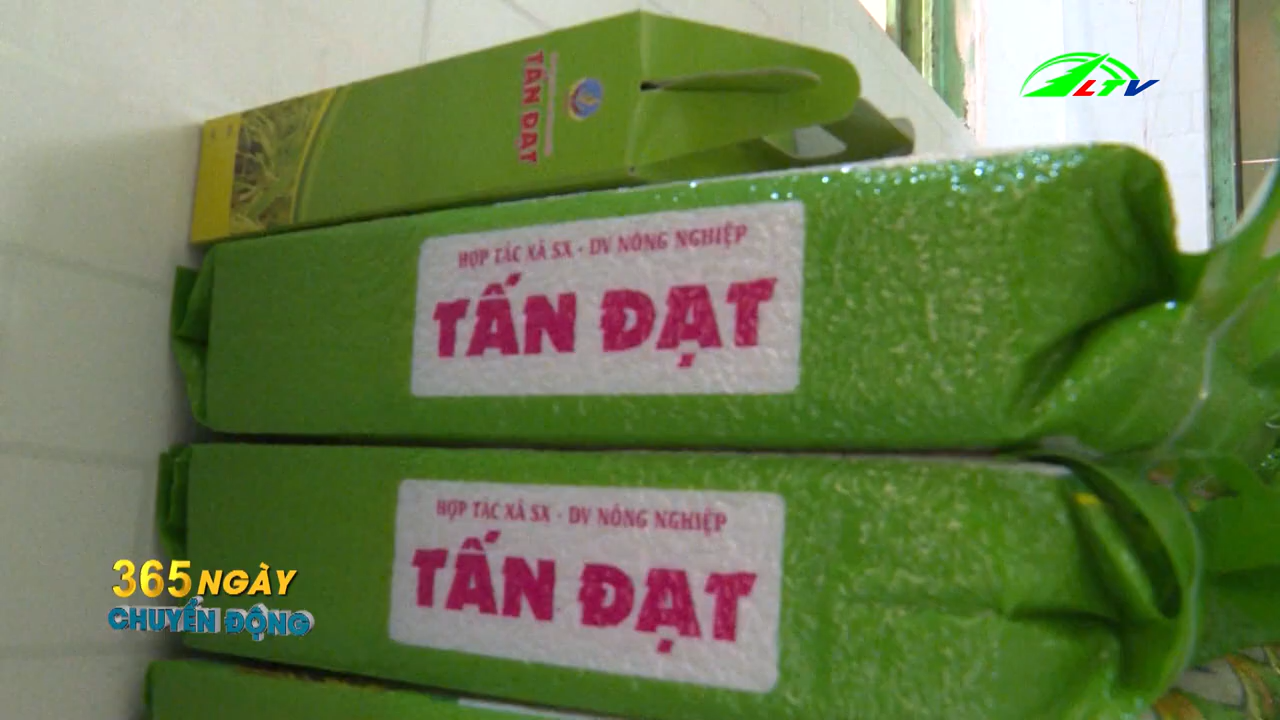 LTV
TẤN ĐẠT
HỢP TÁC XÃ SX - DV NÔNG NGHIỆP
TẤN ĐẠT
HỢP TÁC XÃ SX - DV NÔNG NGHIỆP
TẤN ĐẠT
365 NGÀY
CHUYỂN ĐỘNG